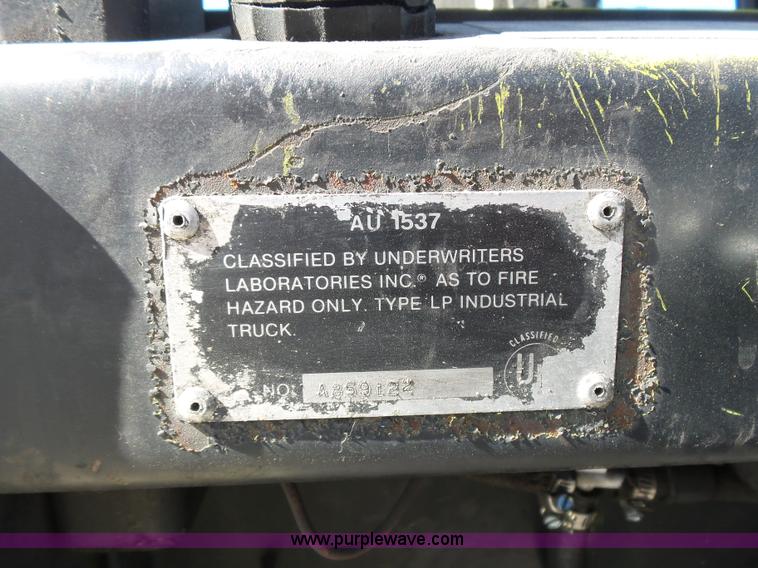 AU 1537
CLASSIFIED BY UNDERWRITERS
LABORATORIES INC.® AS TO FIRE
HAZARD ONLY. TYPE LP INDUSTRIAL
TRUCK.
CLASSIFIED
U
NO.
www.purplewave.com